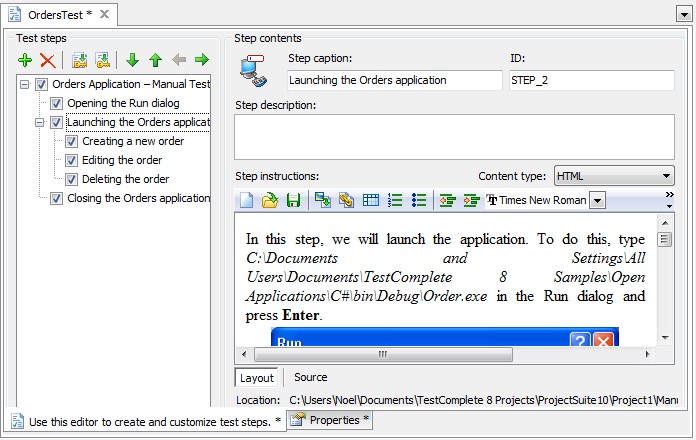 OrdersTest *
Test steps
Orders Application – Manual Test
Opening the Run dialog
Launching the Orders applicat
Creating a new order
Editing the order
Deleting the order
Closing the Orders application
Step contents
Step caption:
ID:
Launching the Orders application
STEP_2
Step description:
Step instructions:
Content type:
HTML
Times New Roman
In this step, we will launch the application. To do this, type
C:\Documents and Settings\All
Users\Documents\TestComplete 8 Samples\Open
Applications\C#\bin\Debug\Order.exe in the Run dialog and
press Enter.
Run
Layout
Source
Location: C:\Users\Noel\Documents\TestComplete 8 Projects\ProjectSuite10\Project1\Manu
Use this editor to create and customize test steps. *
Properties *